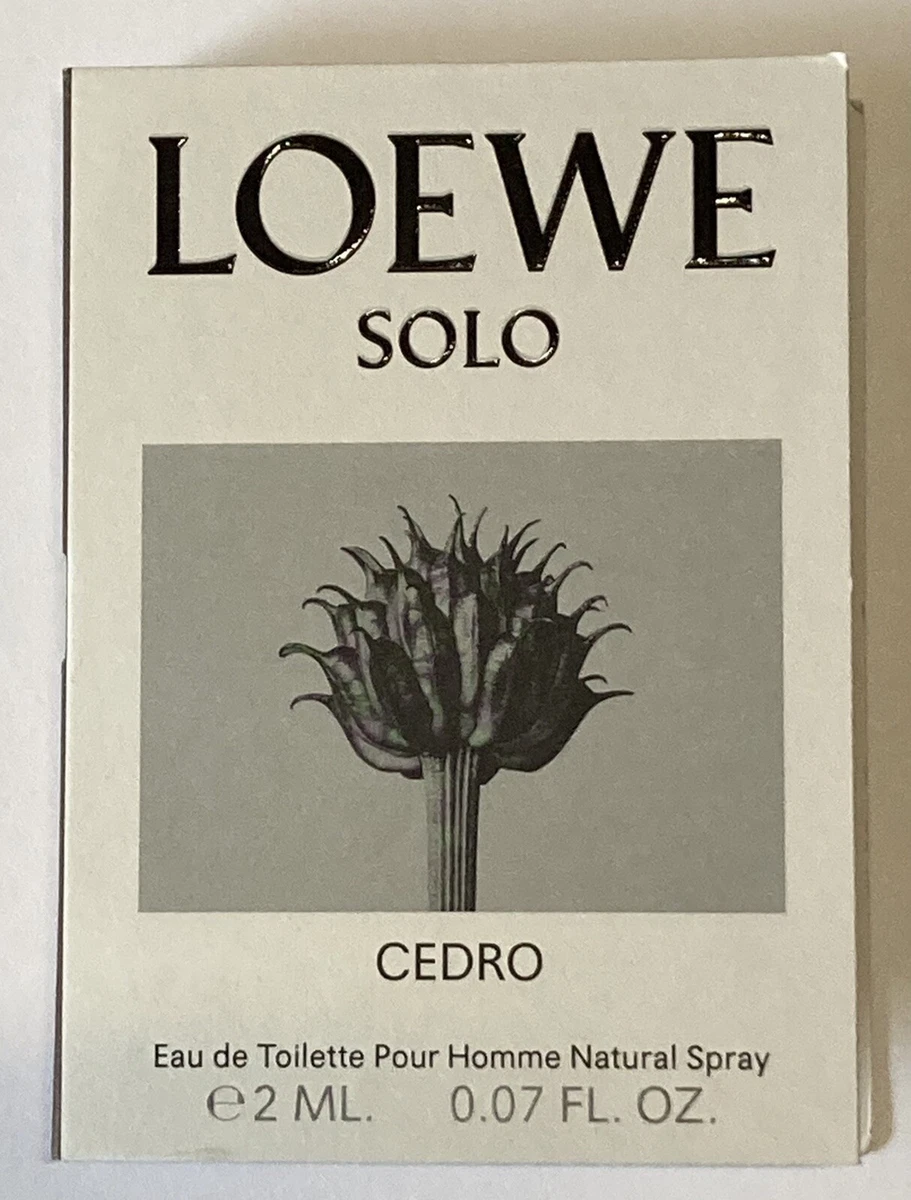 LOEWE
SOLO
CEDRO
Eau de Toilette Pour Homme Natural Spray
℮2 ML. 0.07 FL. OZ.